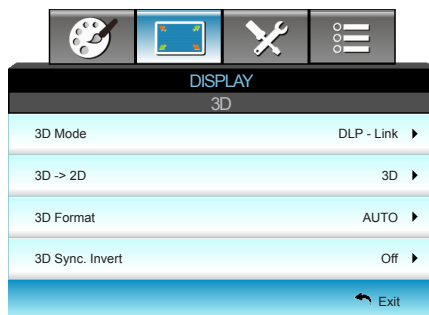 DISPLAY
3D
3D Mode DLP - Link
3D -> 2D 3D
3D Format AUTO
3D Sync. Invert Off
Exit